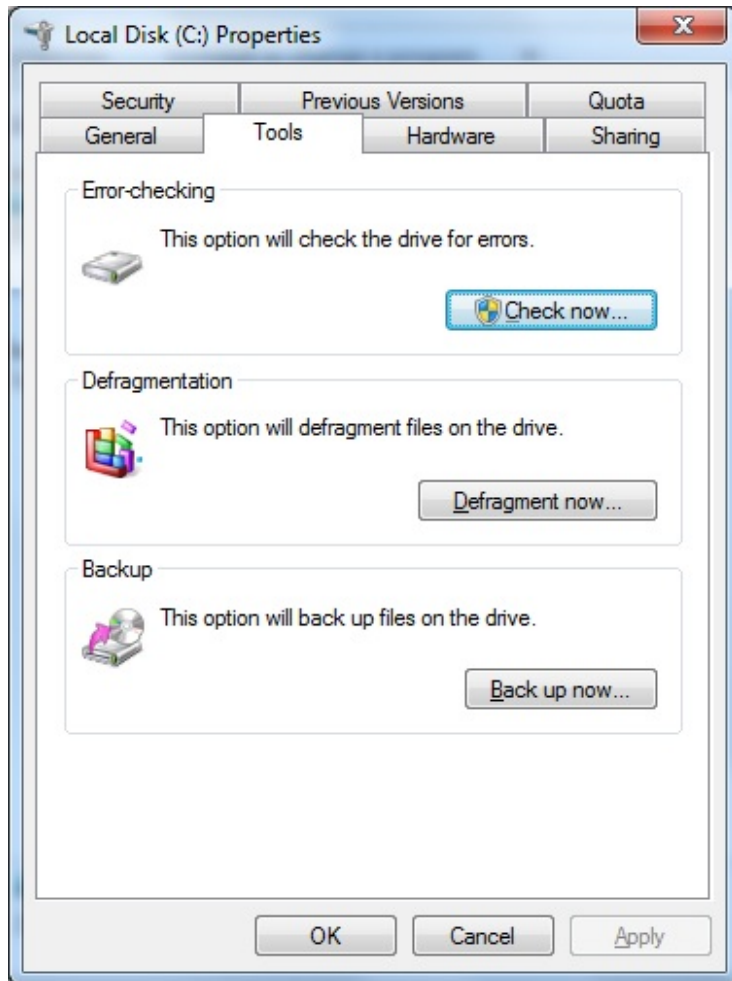 Local Disk (C:) Properties
Security
Previous Versions
Quota
General
Tools
Hardware
Sharing
Error-checking
This option will check the drive for errors.
Check now...
Defragmentation
This option will defragment files on the drive.
Defragment now...
Backup
This option will back up files on the drive.
Back up now...
OK
Cancel
Apply